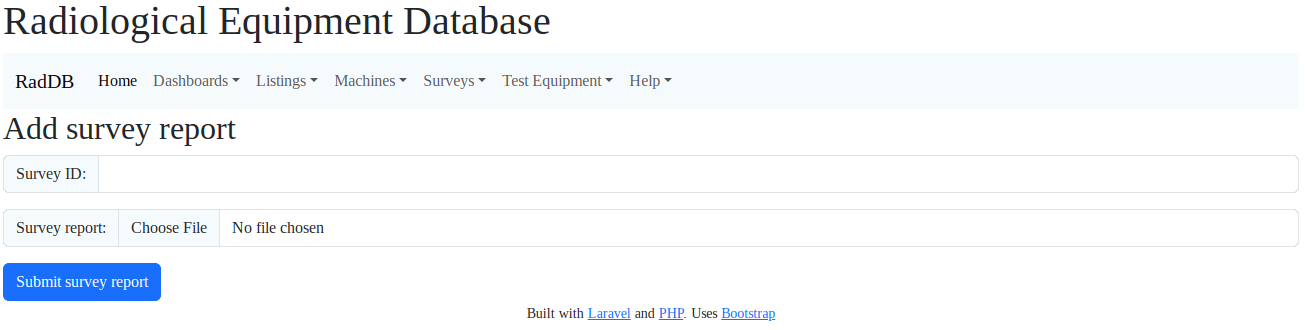 Radiological Equipment Database
RadDB Home Dashboards Listings Machines Surveys Test Equipment Help
Add survey report
Survey ID:
Survey report: Choose File No file chosen
Submit survey report
Built with Laravel and PHP. Uses Bootstrap